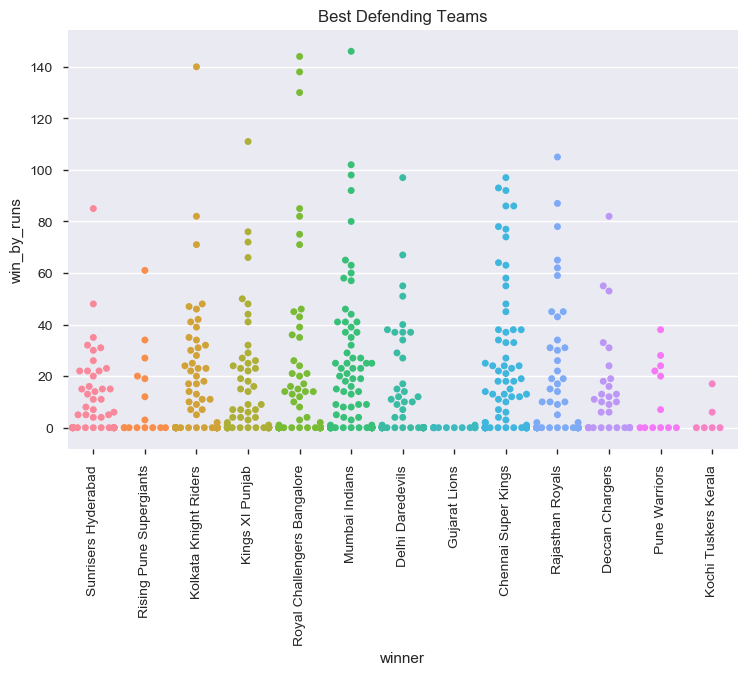 Best Defending Teams
win_by_runs
140
120
100
80
60
40
20
0
Sunrisers Hyderabad
Rising Pune Supergiants
Kolkata Knight Riders
Kings XI Punjab
Royal Challengers Bangalore
Mumbai Indians
Delhi Daredevils
Gujarat Lions
Chennai Super Kings
Rajasthan Royals
Deccan Chargers
Pune Warriors
Kochi Tuskers Kerala
winner